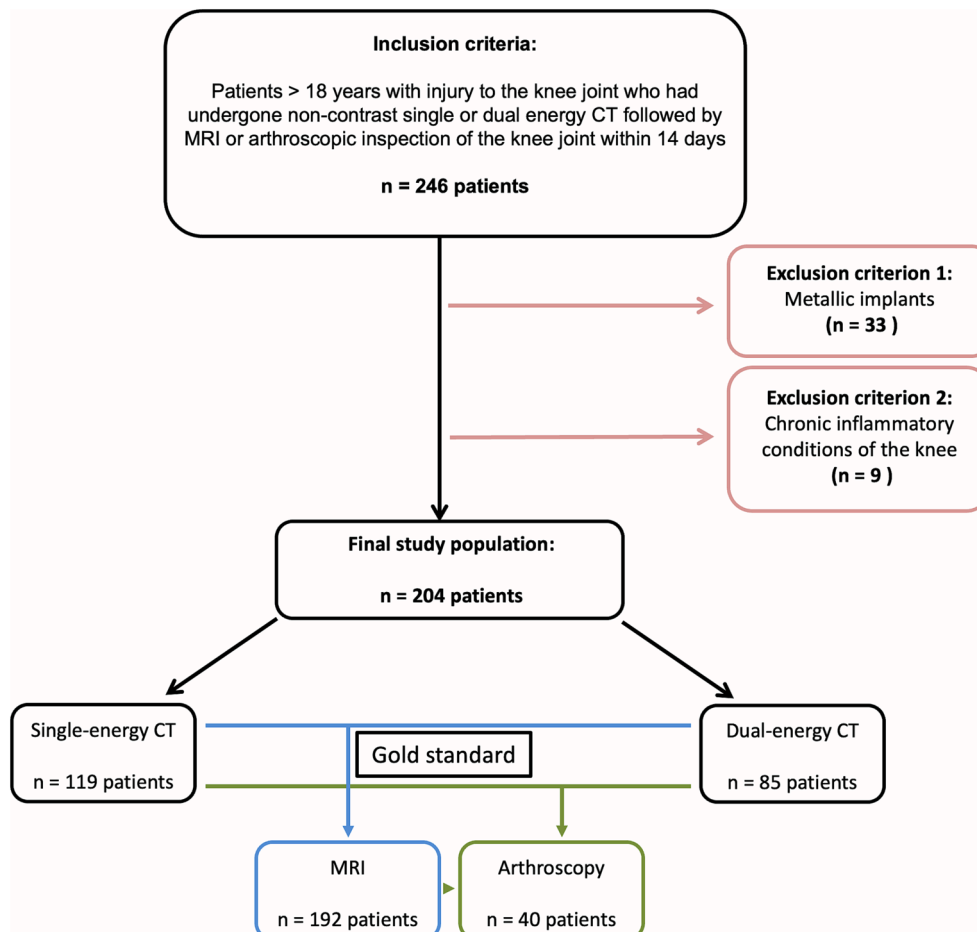 Inclusion criteria:
Patients > 18 years with injury to the knee joint who had
undergone non-contrast single or dual energy CT followed by
MRI or arthroscopic inspection of the knee joint within 14 days
n = 246 patients
Exclusion criterion 1:
Metallic implants
(n = 33 )
Exclusion criterion 2:
Chronic inflammatory
conditions of the knee
(n = 9 )
Final study population:
n = 204 patients
Single-energy CT
n = 119 patients
Gold standard
Dual-energy CT
n = 85 patients
MRI
n = 192 patients
Arthroscopy
n = 40 patients